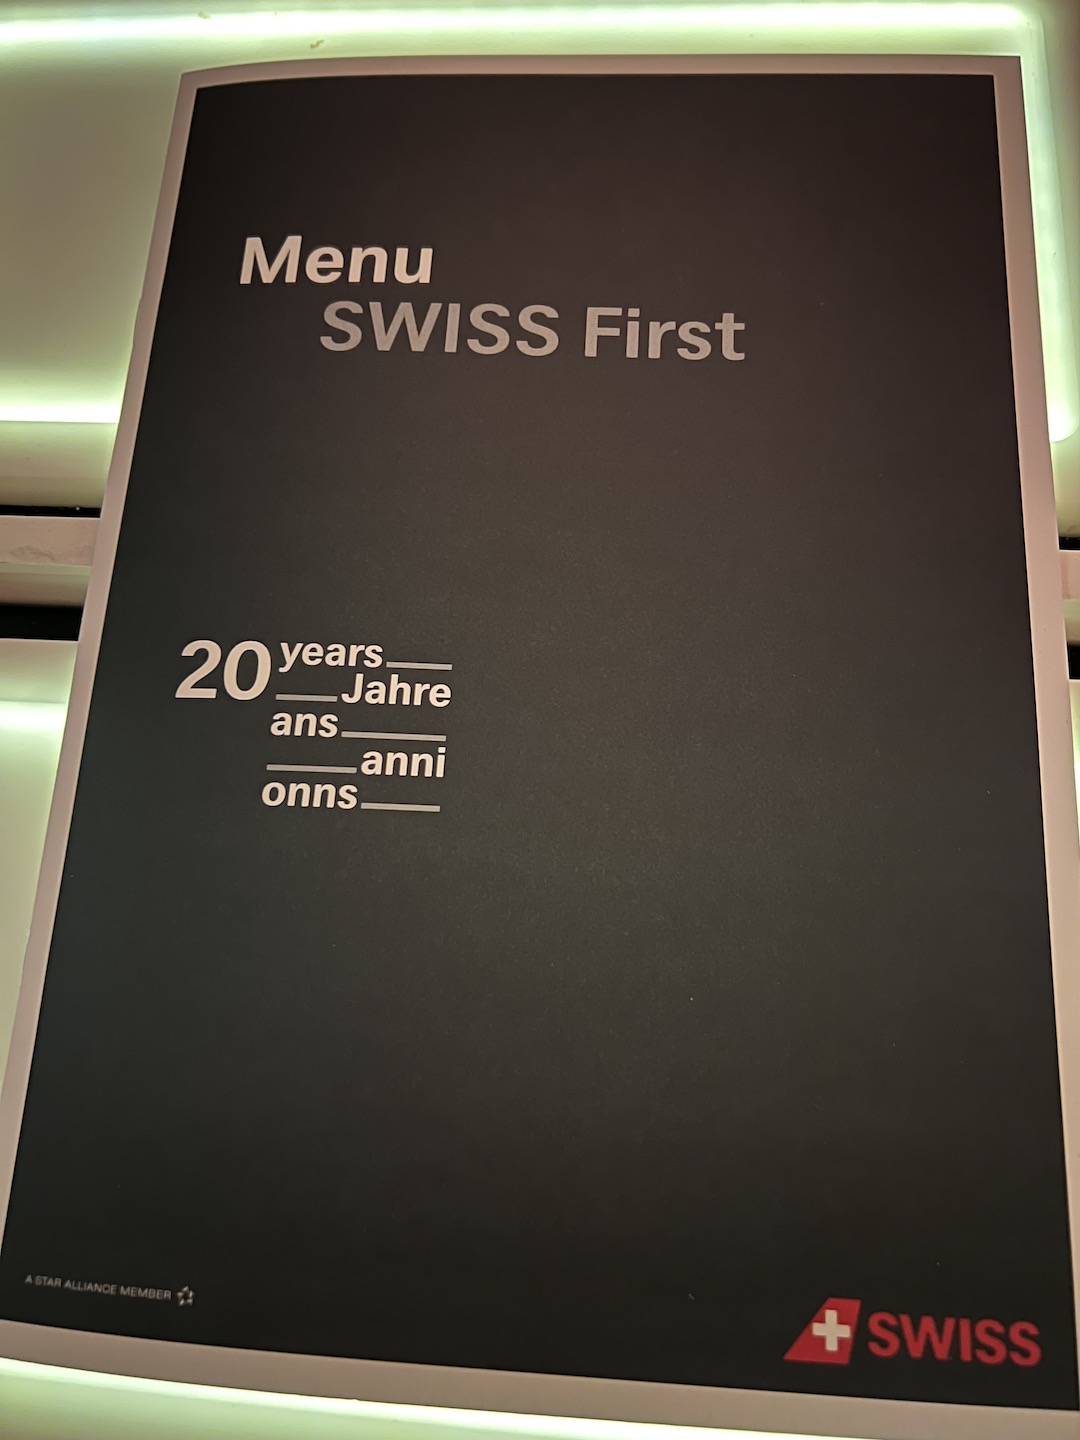 Menu
SWISS First
20 years
Jahre
ans
anni
onns
A STAR ALLIANCE MEMBER
SWISS